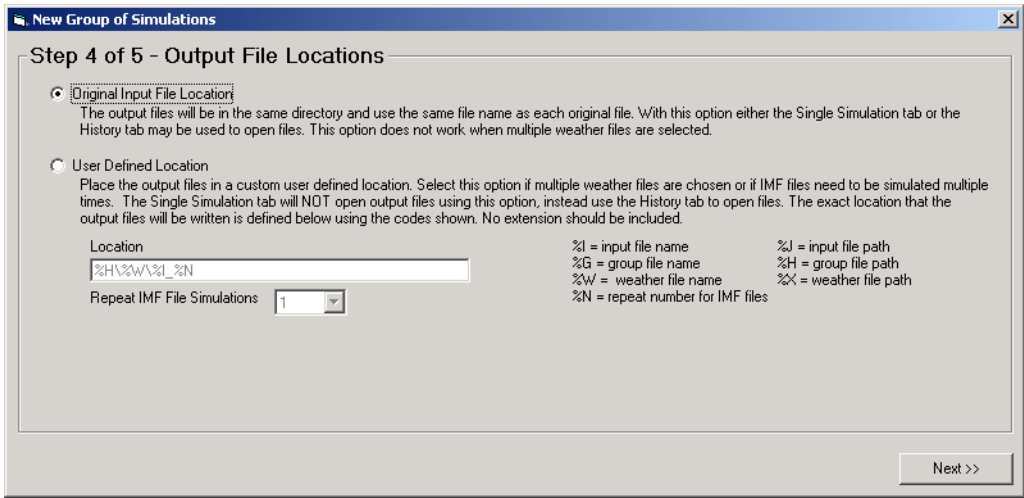 New Group of Simulations
Step 4 of 5 - Output File Locations
Original Input File Location
The output files will be in the same directory and use the same file name as each original file. With this option either the Single Simulation tab or the
History tab may be used to open files. This option does not work when multiple weather files are selected.
User Defined Location
Place the output files in a custom user defined location. Select this option if multiple weather files are chosen or if IMF files need to be simulated multiple
times. The Single Simulation tab will NOT open output files using this option, instead use the History tab to open files. The exact location that the
output files will be written is defined below using the codes shown. No extension should be included.
Location
%H\%W\%I_%N
Repeat IMF File Simulations
1
%I = input file name
%G = group file name
%W = weather file name
%N = repeat number for IMF files
%J = input file path
%H = group file path
%X = weather file path
Next >>